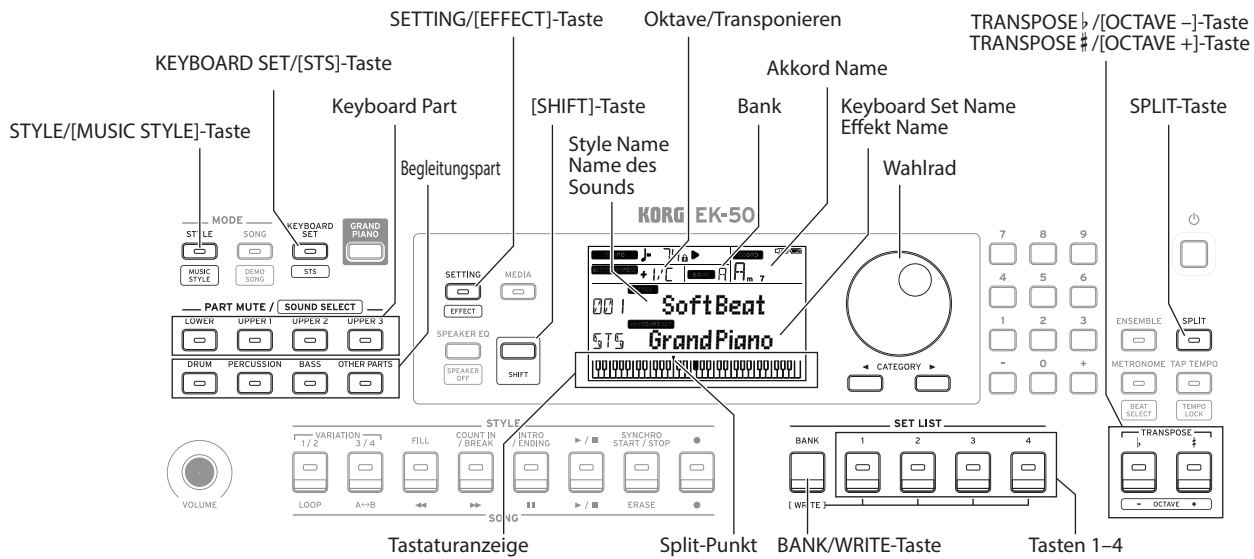 SETTING/[EFFECT]-Taste
Oktave/Transponieren
TRANSPOSE♭/[OCTAVE –]-Taste
TRANSPOSE♯/[OCTAVE +]-Taste
KEYBOARD SET/[STS]-Taste
Akkord Name
Keyboard Part
[SHIFT]-Taste
Bank
Keyboard Set Name
Effekt Name
SPLIT-Taste
STYLE/[MUSIC STYLE]-Taste
Style Name
Name des
Sounds
Begleitungspart
Wahlrad
KORG EK-50
MODE
STYLE
SONG
KEYBOARD
SET
GRAND
PIANO
MUSIC
STYLE
DEMO
SONG
STS
PART MUTE / SOUND SELECT
LOWER UPPER 1 UPPER 2 UPPER 3
DRUM PERCUSSION BASS OTHER PARTS
SETTING
MEDIA
EFFECT
SPEAKER EQ
SPEAKER
OFF
SHIFT
+1/C
A
Am 7
001 SoftBeat
STS GrandPiano
◄ CATEGORY ►
7 8 9
4 5 6
1 2 3
- 0 +
ENSEMBLE SPLIT
METRONOME TAP TEMPO
BEAT
SELECT
TEMPO
LOCK
TRANSPOSE
♭ ♯
- OCTAVE +
VOLUME
STYLE
VARIATION
1/2 3/4
FILL
COUNT IN
/ BREAK
INTRO
/ ENDING
►/■
SYNCHRO
START / STOP
●
LOOP A↔B ◄◄ ►► ▮▮ ►/■ ERASE ●
SONG
SET LIST
BANK 1 2 3 4
[ WRITE ]
Tastaturanzeige
Split-Punkt
BANK/WRITE-Taste
Tasten 1–4